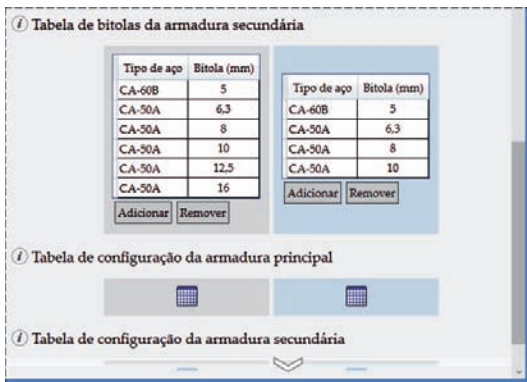 i Tabela de bitolas da armadura secundária
Tipo de aço Bitola (mm)
CA-60B 5
CA-50A 6,3
CA-50A 8
CA-50A 10
CA-50A 12,5
CA-50A 16
Adicionar Remover
Tipo de aço Bitola (mm)
CA-60B 5
CA-50A 6,3
CA-50A 8
CA-50A 10
Adicionar Remover
i Tabela de configuração da armadura principal
i Tabela de configuração da armadura secundária